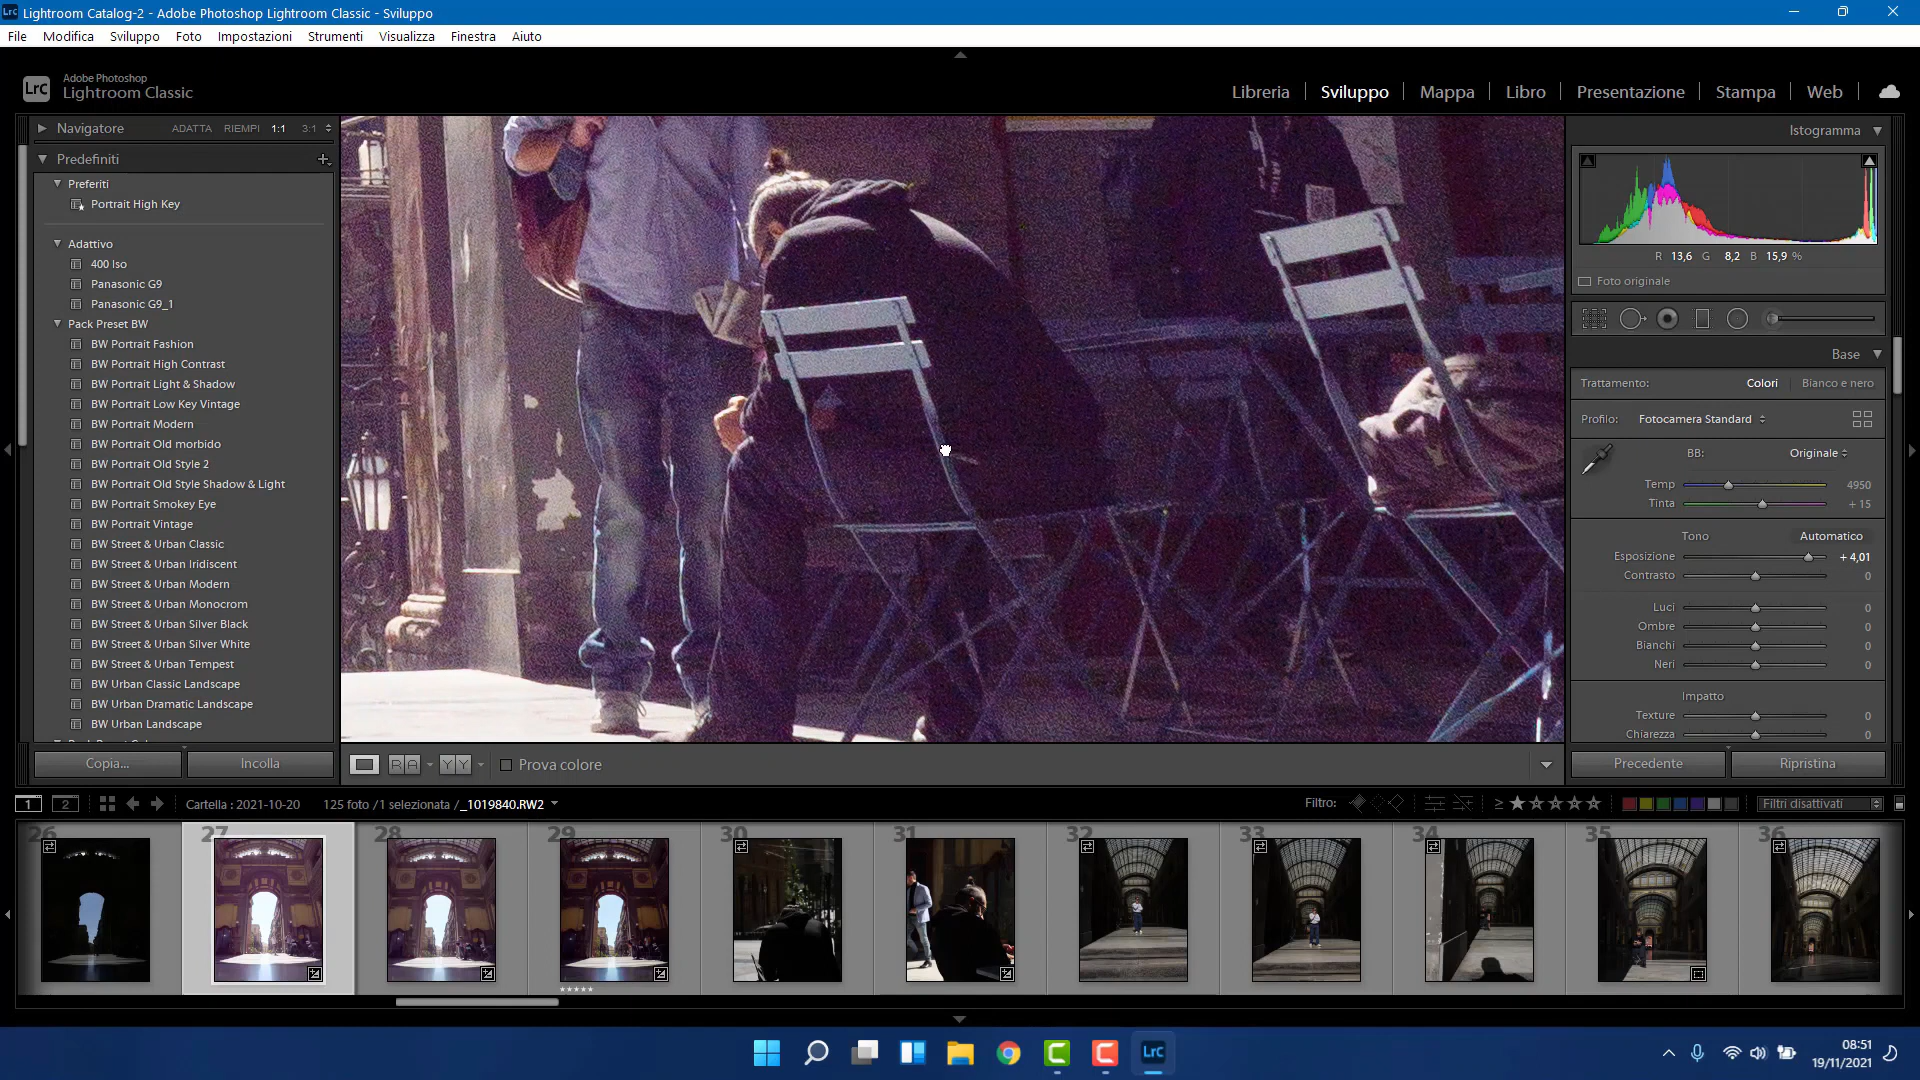 Lightroom Catalog-2 - Adobe Photoshop Lightroom Classic - Sviluppo
File Modifica Sviluppo Foto Impostazioni Strumenti Visualizza Finestra Aiuto
LrC Adobe Photoshop
Lightroom Classic
Libreria Sviluppo Mappa Libro Presentazione Stampa Web
Navigatore ADATTA RIEMPI 1:1 3:1
Predefiniti
Preferiti
Portrait High Key
Adattivo
400 Iso
Panasonic G9
Panasonic G9_1
Pack Preset BW
BW Portrait Fashion
BW Portrait High Contrast
BW Portrait Light & Shadow
BW Portrait Low Key Vintage
BW Portrait Modern
BW Portrait Old morbido
BW Portrait Old Style 2
BW Portrait Old Style Shadow & Light
BW Portrait Smokey Eye
BW Portrait Vintage
BW Street & Urban Classic
BW Street & Urban Iridiscent
BW Street & Urban Modern
BW Street & Urban Monocrom
BW Street & Urban Silver Black
BW Street & Urban Silver White
BW Street & Urban Tempest
BW Urban Classic Landscape
BW Urban Dramatic Landscape
BW Urban Landscape
Copia... Incolla
Istogramma
R 13,6 G 8,2 B 15,9 %
Foto originale
Base
Trattamento: Colori Bianco e nero
Profilo: Fotocamera Standard
BB: Originale
Temp 4950
Tinta + 15
Tono Automatico
Esposizione + 4,01
Contrasto 0
Luci 0
Ombre 0
Bianchi 0
Neri 0
Impatto
Texture 0
Chiarezza 0
Precedente Ripristina
R A Y Y Prova colore
1 2 Cartella : 2021-10-20 125 foto /1 selezionata /_1019840.RW2 Filtro: ≥ Filtri disattivati
26 27 28 29 30 31 32 33 34 35 36
LrC
08:51
19/11/2021